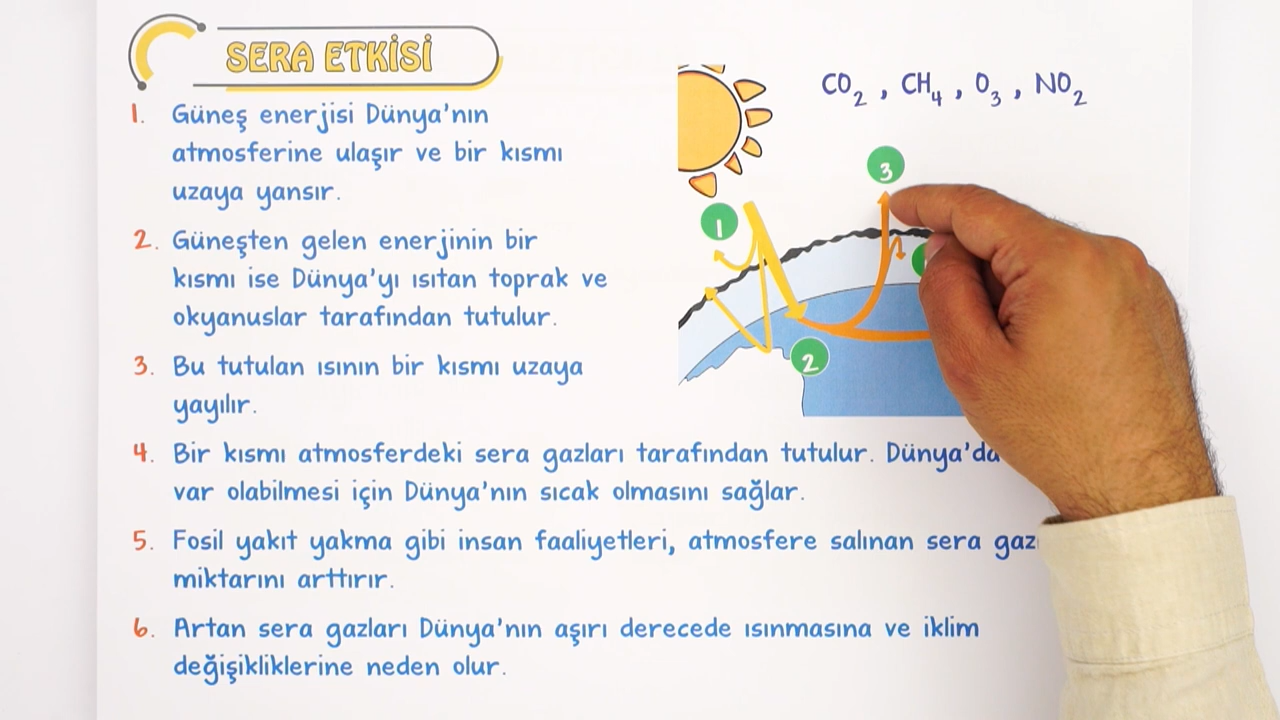 SERA ETKİSİ
1. Güneş enerjisi Dünya'nın
atmosferine ulaşır ve bir kısmı
uzaya yansır.
2. Güneşten gelen enerjinin bir
kısmı ise Dünya'yı ısıtan toprak ve
okyanuslar tarafından tutulur.
3. Bu tutulan ısının bir kısmı uzaya
yayılır.
4. Bir kısmı atmosferdeki sera gazları tarafından tutulur. Dünya'da
var olabilmesi için Dünya'nın sıcak olmasını sağlar.
5. Fosil yakıt yakma gibi insan faaliyetleri, atmosfere salınan sera
miktarını arttırır.
6. Artan sera gazları Dünya'nın aşırı derecede ısınmasına ve iklim
değişikliklerine neden olur.
CO₂ , CH₄ , O₃ , NO₂
3
1
2